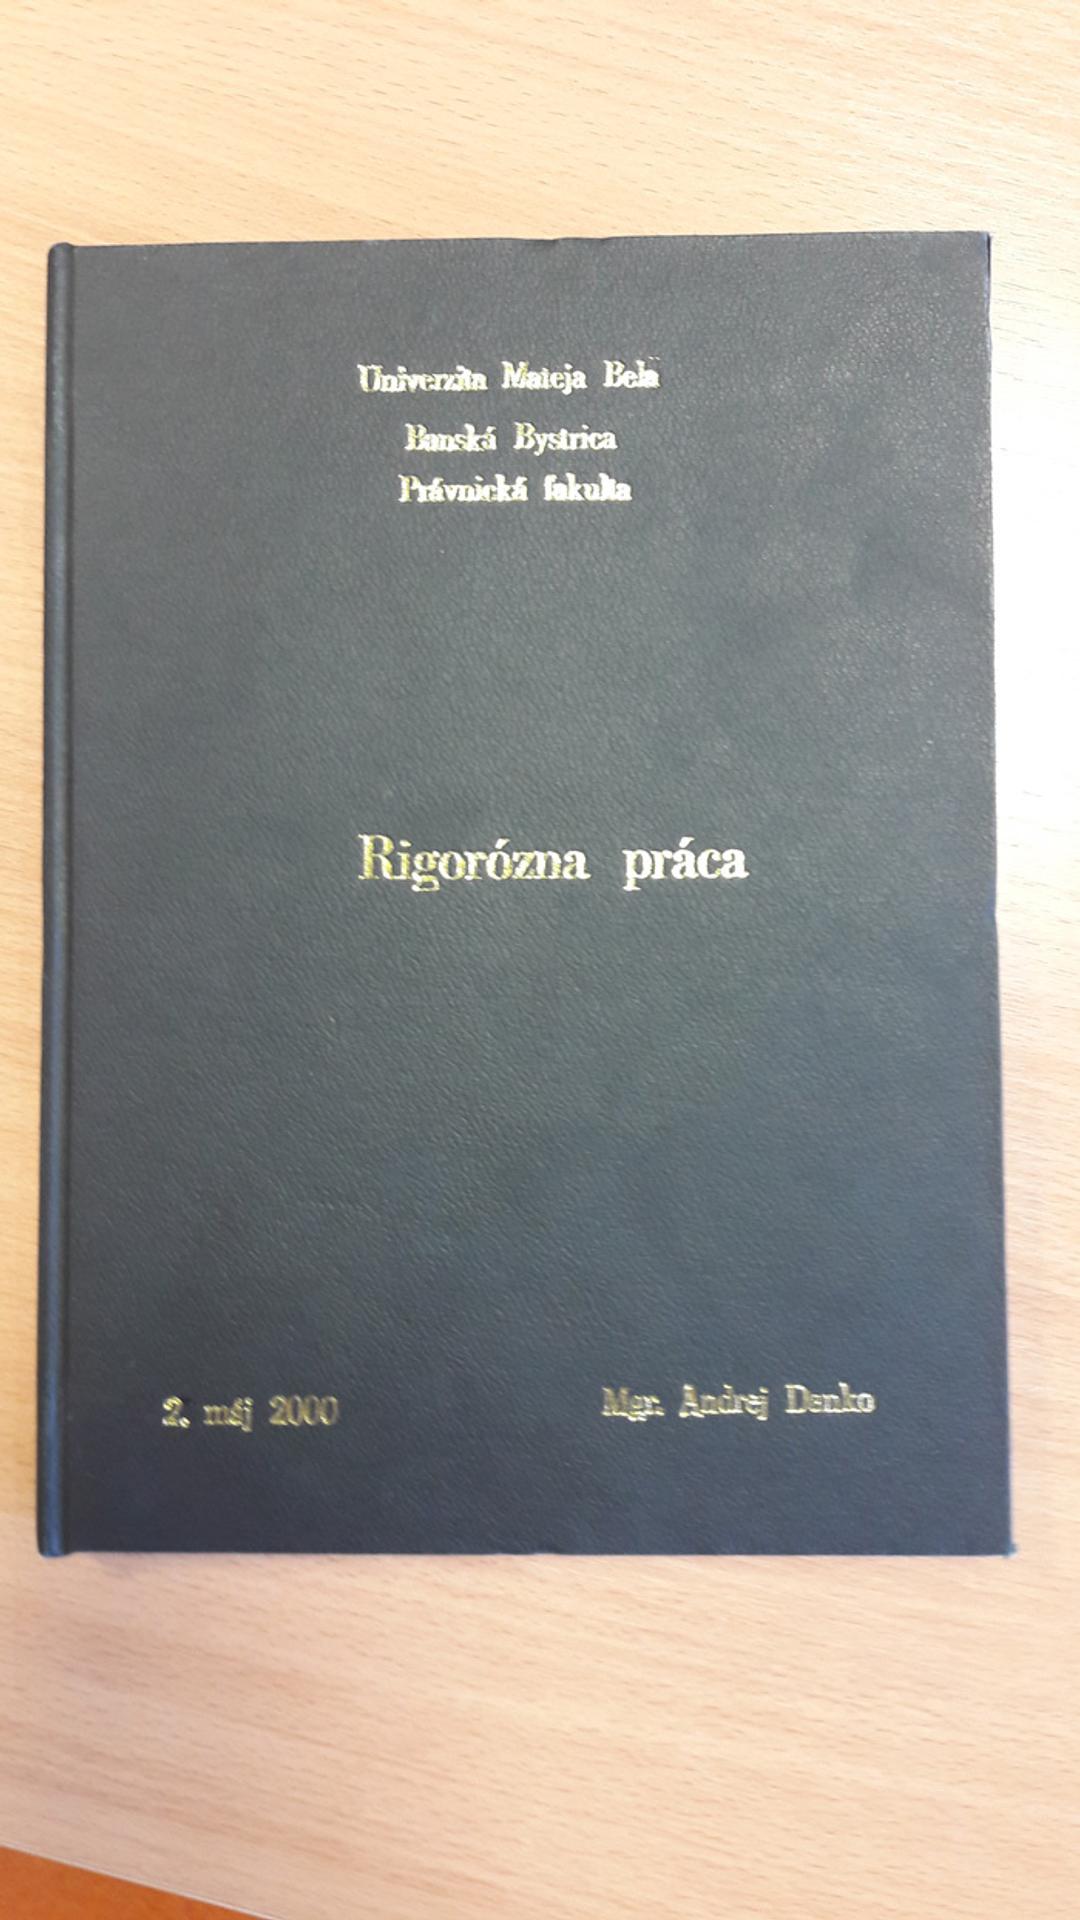 Univerzita Mateja Bela
Banská Bystrica
Právnická fakulta
Rigorózna práca
2. máj 2000
Mgr. Andrej Danko